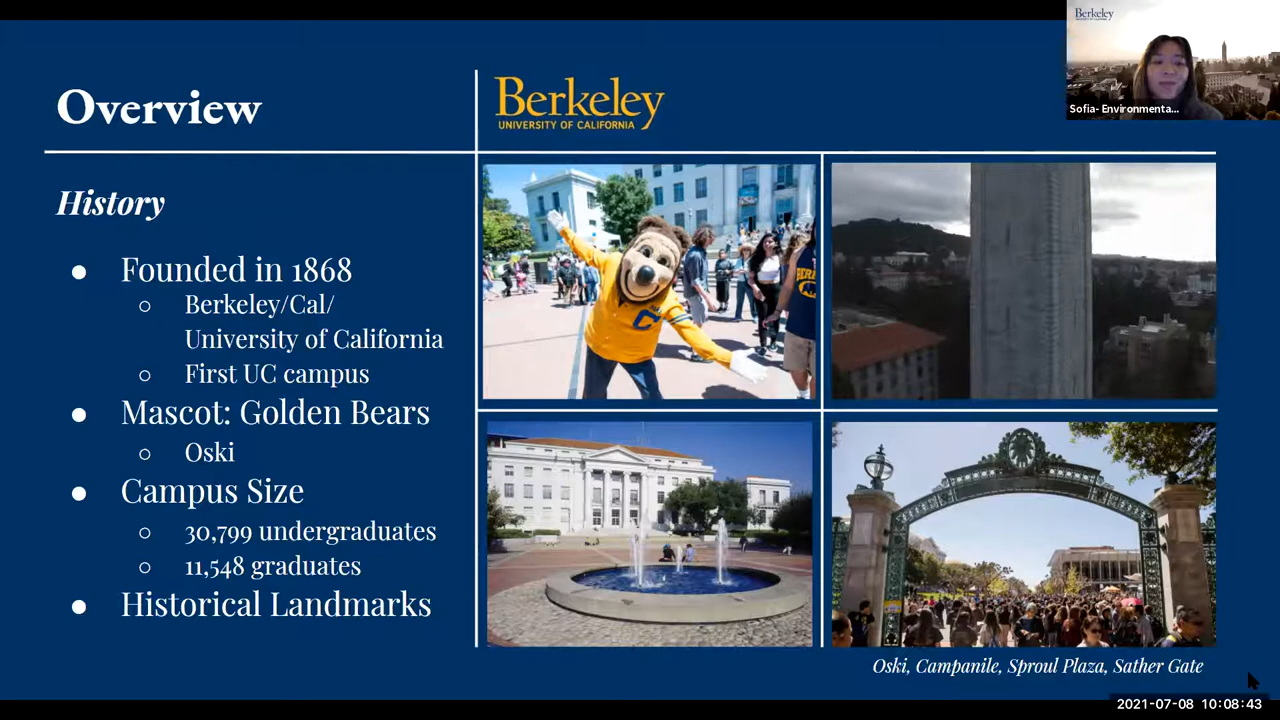 Overview
Berkeley
UNIVERSITY OF CALIFORNIA
Berkeley
Sofia- Environmenta...
History
Founded in 1868
Berkeley/Cal/
University of California
First UC campus
Mascot: Golden Bears
Oski
Campus Size
30,799 undergraduates
11,548 graduates
Historical Landmarks
C
Oski, Campanile, Sproul Plaza, Sather Gate
2021-07-08 10:08:43